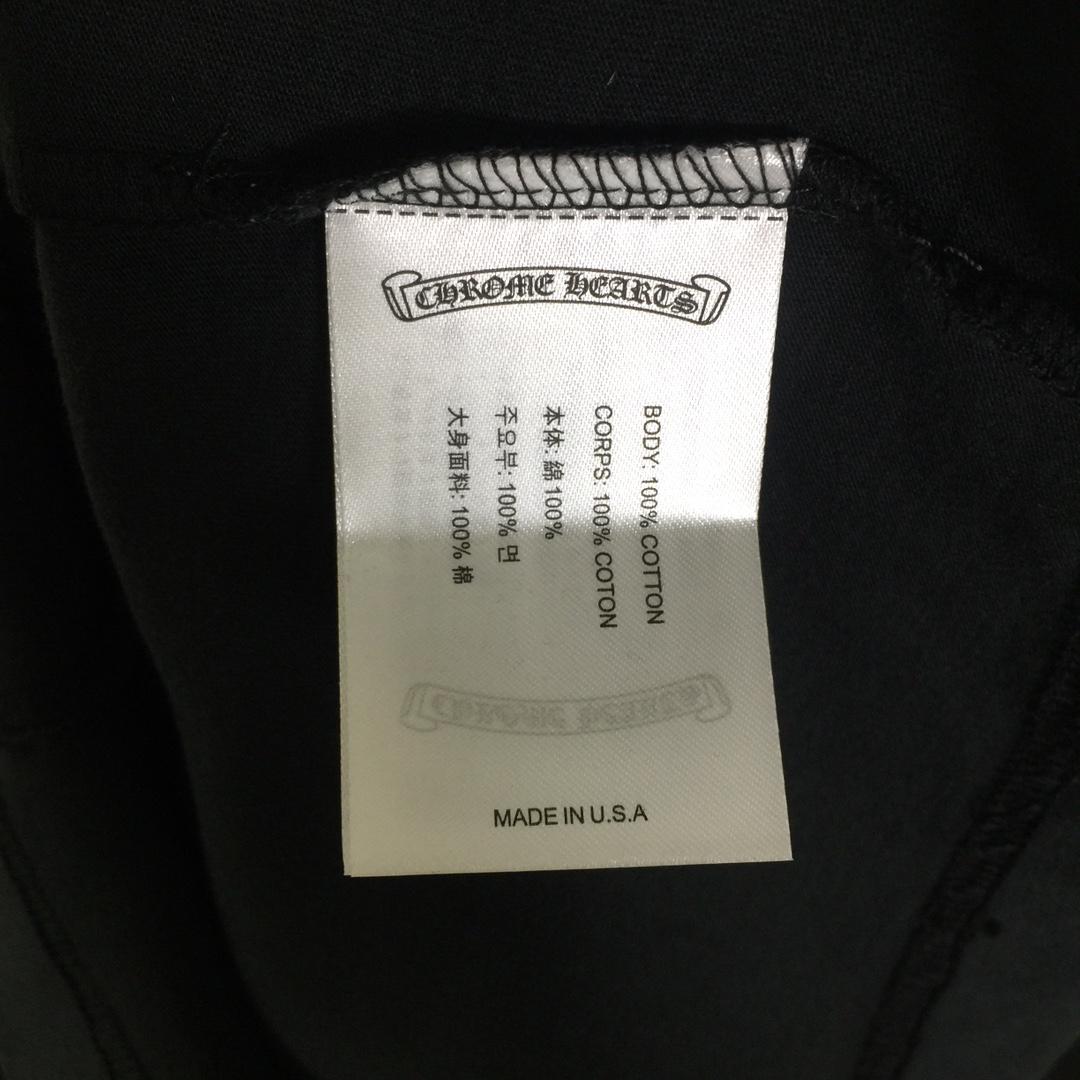 CHROME HEARTS
BODY: 100% COTTON
CORPS: 100% COTON
本体: 綿 100%
주요부: 100% 면
大身面料: 100% 棉
MADE IN U.S.A